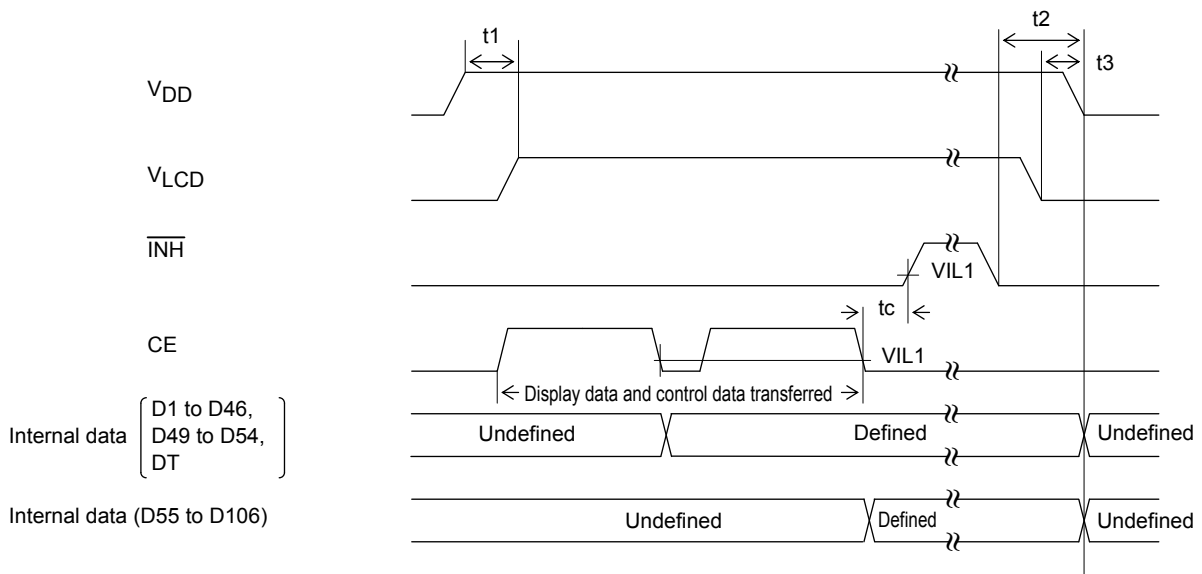 t1
t2
t3
VDD
VLCD
INH
VIL1
tc
CE
VIL1
Display data and control data transferred
Internal data
D1 to D46,
D49 to D54,
DT
Undefined
Defined
Undefined
Internal data (D55 to D106)
Undefined
Defined
Undefined